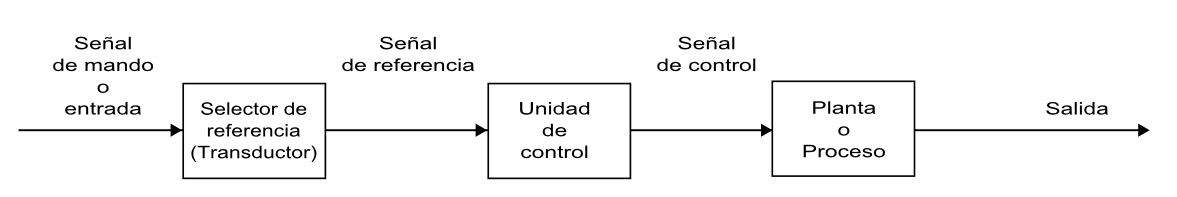 Señal
de mando
o
entrada
Selector de
referencia
(Transductor)
Señal
de referencia
Unidad
de
control
Señal
de control
Planta
o
Proceso
Salida